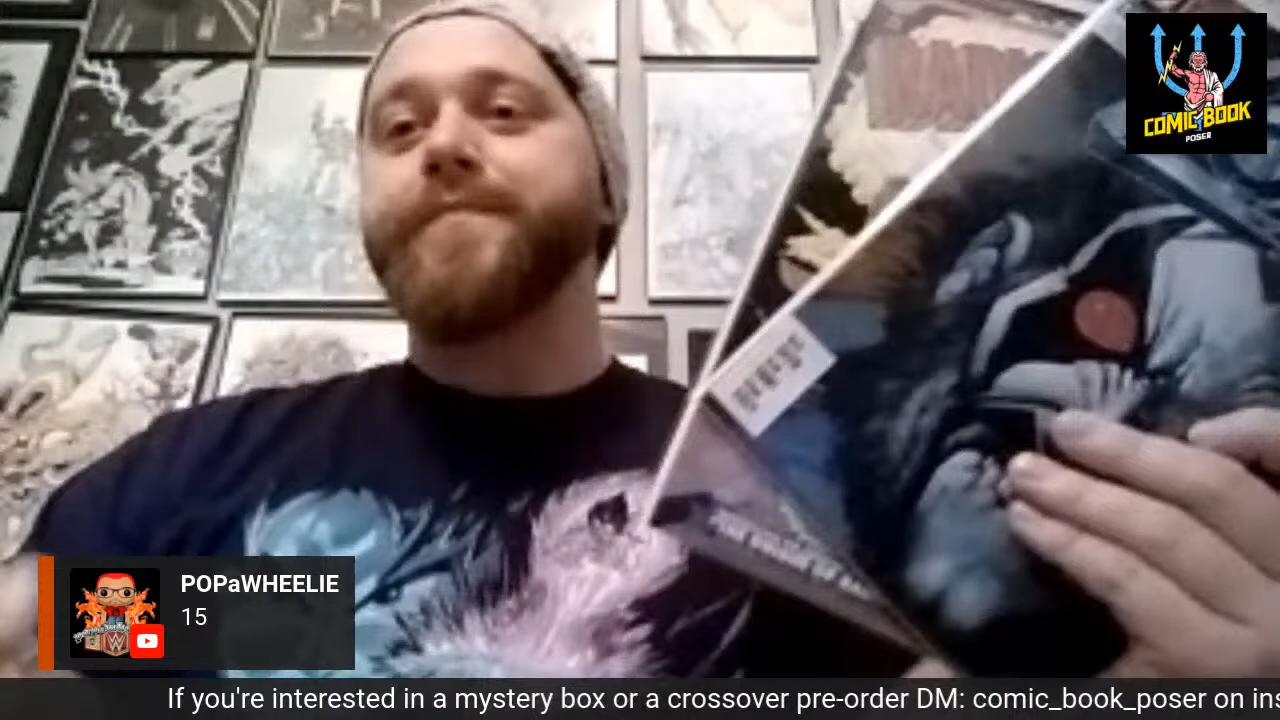 COMIC BOOK
POSER
POPaWHEELIE
15
If you're interested in a mystery box or a crossover pre-order DM: comic_book_poser on ins